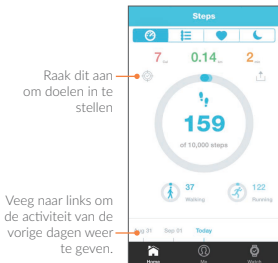 Steps
7
0.14
2
Raak dit aan
om doelen in te
stellen
159
of 10,000 steps
37
Walking
122
Running
Veeg naar links om
de activiteit van de
vorige dagen weer
te geven.
Aug 31 Sep 01 Today
Home Me Watch